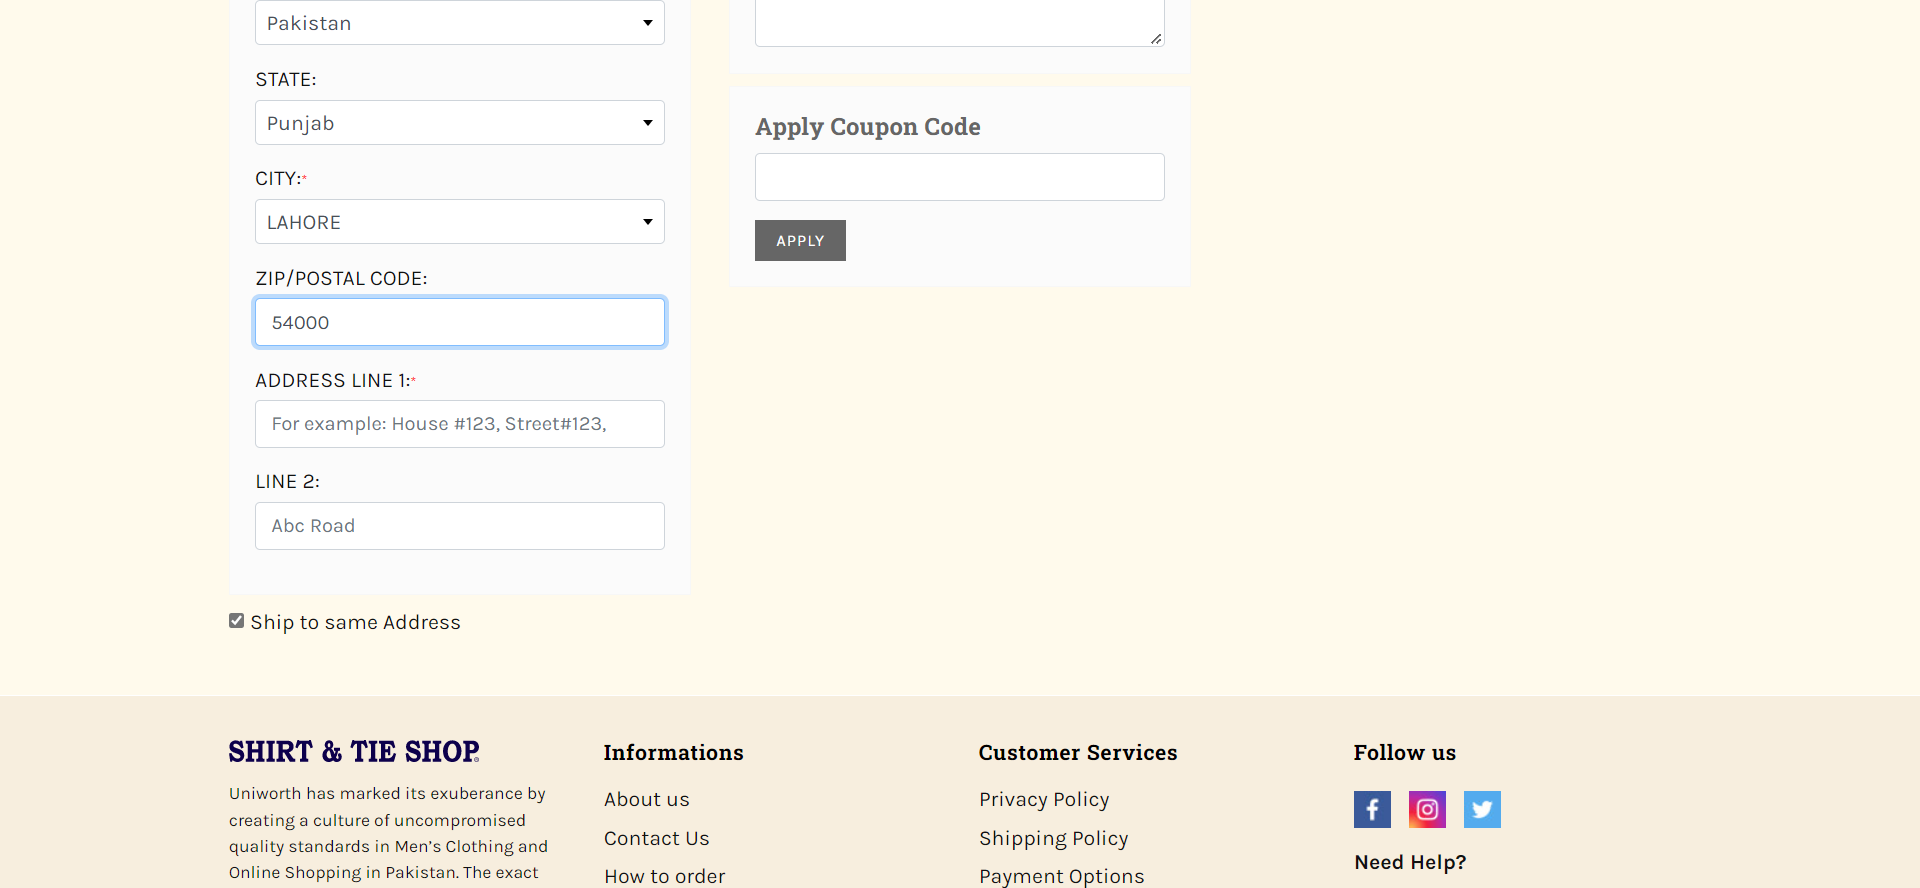 Pakistan
STATE:
Punjab
CITY:*
LAHORE
ZIP/POSTAL CODE:
54000
ADDRESS LINE 1:*
For example: House #123, Street#123,
LINE 2:
Abc Road
Ship to same Address
Apply Coupon Code
APPLY
SHIRT & TIE SHOP
Uniworth has marked its exuberance by
creating a culture of uncompromised
quality standards in Men’s Clothing and
Online Shopping in Pakistan. The exact
Informations
About us
Contact Us
How to order
Customer Services
Privacy Policy
Shipping Policy
Payment Options
Follow us
Need Help?